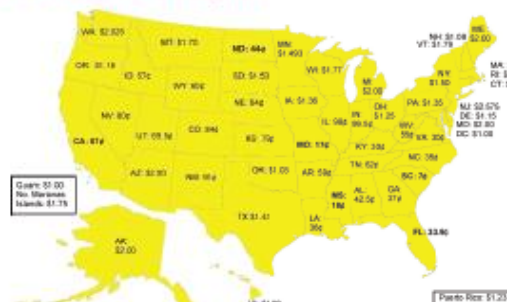 WA: $2.025
MT: $1.70
ND: 44¢
MN:
$1.493
ME:
$2.00
NH: $1.08
VT: $1.79
OR: $1.18
ID: 57¢
WY: 60¢
SD: $1.53
WI: $1.77
MI:
$2.00
NY:
$1.50
MA:
RI:
CT:
NV: 80¢
UT: 69.5¢
CO: 84¢
NE: 64¢
IA: $1.36
IL: 98¢
IN:
99.5¢
OH:
$1.25
PA: $1.35
NJ: $2.575
DE: $1.15
MD: $2.00
DC: $1.00
CA: 87¢
KS: 79¢
MO: 17¢
KY: 30¢
WV:
55¢
VA: 30¢
AZ: $2.00
NM: 91¢
OK: $1.03
AR: 59¢
TN: 62¢
NC: 35¢
SC: 7¢
TX: $1.41
LA:
36¢
MS:
18¢
AL:
42.5¢
GA:
37¢
FL: 33.9¢
Guam: $1.00
No. Marianas
Islands: $1.75
AK:
$2.00
Puerto Rico: $1.23